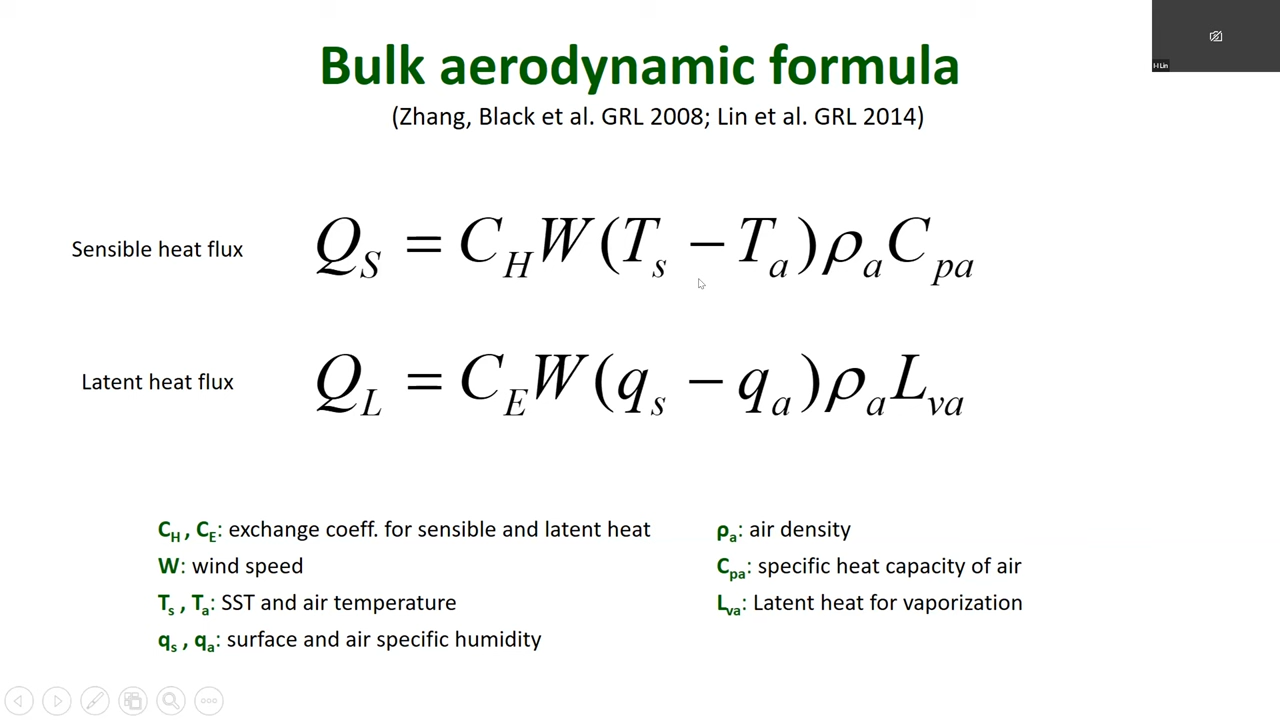 Bulk aerodynamic formula
(Zhang, Black et al. GRL 2008; Lin et al. GRL 2014)
Sensible heat flux
Q_S = C_H W(T_s − T_a)ρ_a C_pa
Latent heat flux
Q_L = C_E W(q_s − q_a)ρ_a L_va
C_H , C_E: exchange coeff. for sensible and latent heat
W: wind speed
T_s , T_a: SST and air temperature
q_s , q_a: surface and air specific humidity
ρ_a: air density
C_pa: specific heat capacity of air
L_va: Latent heat for vaporization
I-I Lin